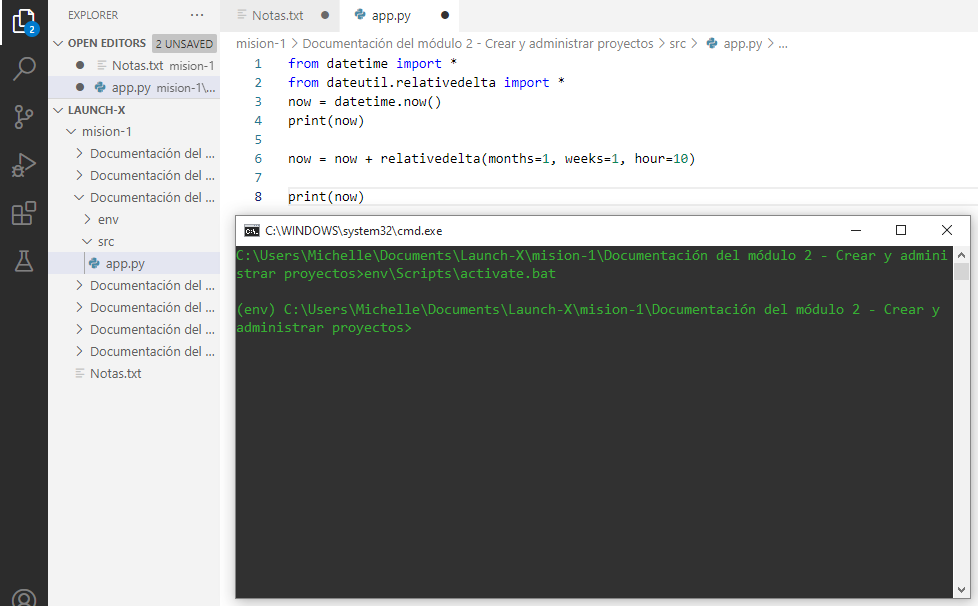 2
EXPLORER ···
OPEN EDITORS 2 UNSAVED
Notas.txt mision-1
app.py mision-1\...
LAUNCH-X
mision-1
Documentación del ...
Documentación del ...
Documentación del ...
env
src
app.py
Documentación del ...
Documentación del ...
Documentación del ...
Documentación del ...
Notas.txt
Notas.txt ● app.py ●
mision-1 > Documentación del módulo 2 - Crear y administrar proyectos > src > app.py > ...
1 from datetime import *
2 from dateutil.relativedelta import *
3 now = datetime.now()
4 print(now)
5
6 now = now + relativedelta(months=1, weeks=1, hour=10)
7
8 print(now)
C:\WINDOWS\system32\cmd.exe
C:\Users\Michelle\Documents\Launch-X\mision-1\Documentación del módulo 2 - Crear y admini
strar proyectos>env\Scripts\activate.bat
(env) C:\Users\Michelle\Documents\Launch-X\mision-1\Documentación del módulo 2 - Crear y
administrar proyectos>